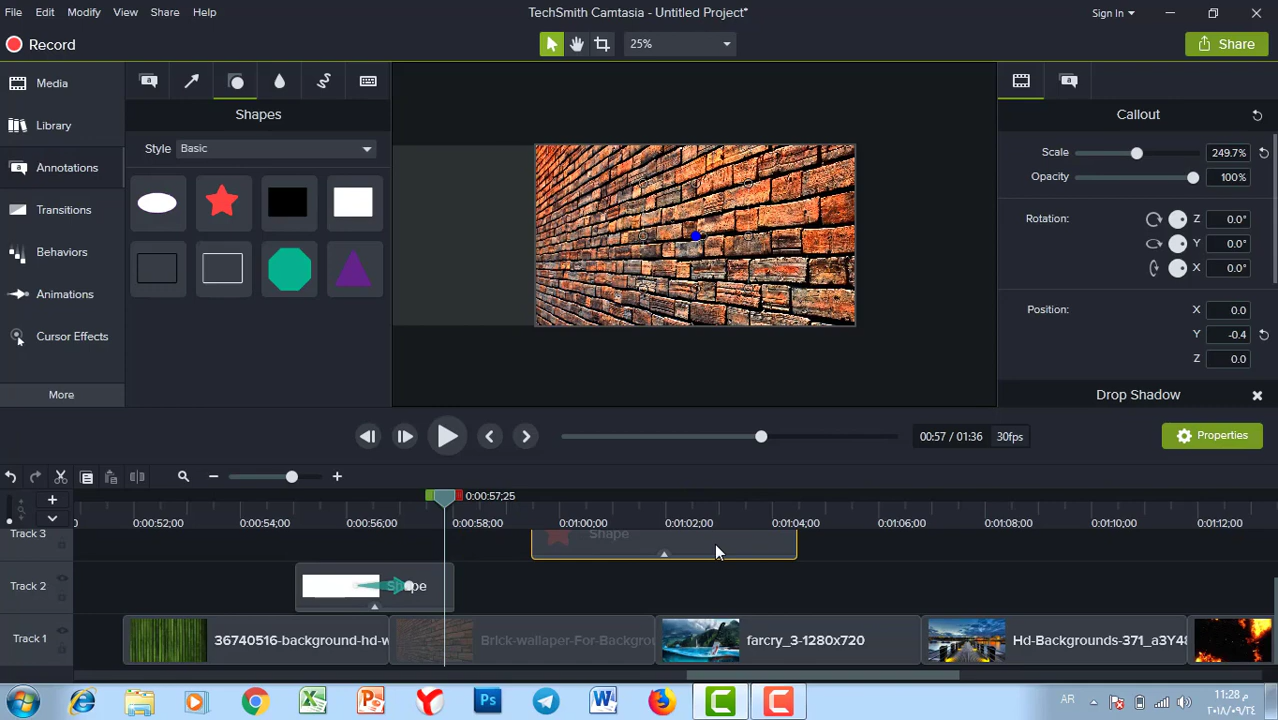 File Edit Modify View Share Help
TechSmith Camtasia - Untitled Project*
Sign In
Record
25%
Share
Media
Library
Annotations
Transitions
Behaviors
Animations
Cursor Effects
More
Shapes
Style Basic
Callout
Scale 249.7%
Opacity 100%
Rotation: Z 0.0°
Y 0.0°
X 0.0°
Position: X 0.0
Y -0.4
Z 0.0
Drop Shadow
00:57 / 01:36 30fps
Properties
0:00:57;25
0:00:52;00 0:00:54;00 0:00:56;00 0:00:58;00 0:01:00;00 0:01:02;00 0:01:04;00 0:01:06;00 0:01:08;00 0:01:10;00 0:01:12;00
Track 3
Shape
Track 2
Shape
Track 1
36740516-background-hd-w
Brick-wallaper-For-Backgrou
farcry_3-1280x720
Hd-Backgrounds-371_a3Y48
AR
11:28 م
٢٠١٨/٠٩/٢٤